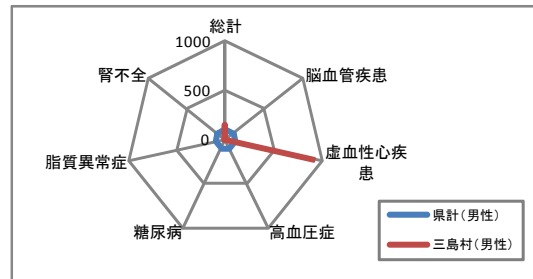 総計
1000
腎不全
脳血管疾患
500
0
脂質異常症
虚血性心疾
患
糖尿病
高血圧症
県計(男性)
三島村(男性)